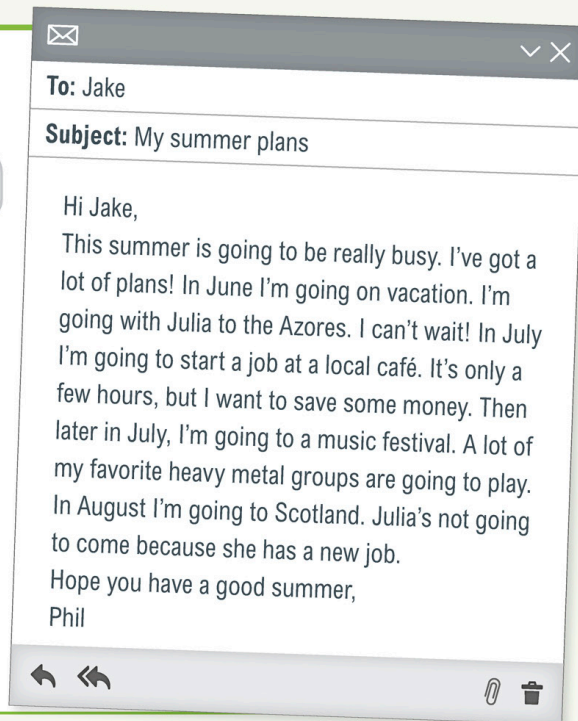 To: Jake
Subject: My summer plans
Hi Jake,
This summer is going to be really busy. I've got a
lot of plans! In June I'm going on vacation. I'm
going with Julia to the Azores. I can't wait! In July
I'm going to start a job at a local café. It's only a
few hours, but I want to save some money. Then
later in July, I'm going to a music festival. A lot of
my favorite heavy metal groups are going to play.
In August I'm going to Scotland. Julia's not going
to come because she has a new job.
Hope you have a good summer,
Phil